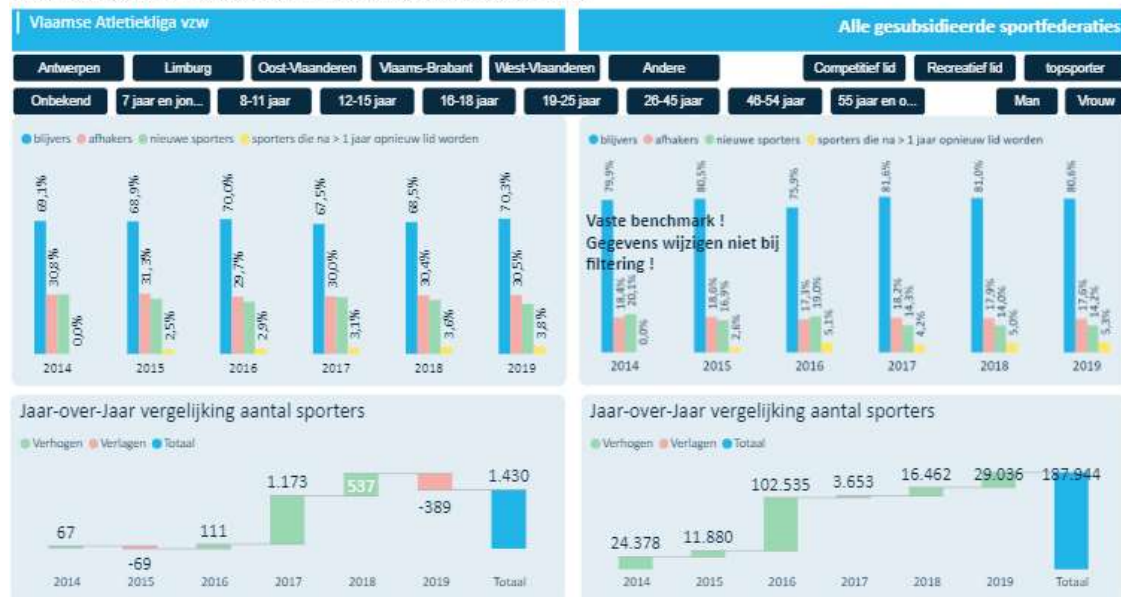 Vlaamse Atletiekliga vzw
Alle gesubsidieerde sportfederaties
Antwerpen Limburg Oost-Vlaanderen Vlaams-Brabant West-Vlaanderen Andere Competitief lid Recreatief lid topsporter
Onbekend 7 jaar en jon... 8-11 jaar 12-15 jaar 16-18 jaar 19-25 jaar 26-45 jaar 46-54 jaar 55 jaar en o... Man Vrouw
blijvers afhakers nieuwe sporters sporters die na > 1 jaar opnieuw lid worden
69,1% 30,8% 0,0% 68,9% 31,3% 2,5% 70,0% 29,7% 2,9% 67,5% 30,0% 3,1% 68,5% 30,4% 3,6% 70,3% 30,5% 3,8%
2014 2015 2016 2017 2018 2019
blijvers afhakers nieuwe sporters sporters die na > 1 jaar opnieuw lid worden
79,9% 18,4% 20,1% 0,0% 80,5% 18,6% 16,9% 2,6% 75,9% 17,3% 19,0% 5,1% 81,6% 18,2% 14,3% 4,2% 81,0% 17,9% 14,0% 5,0% 80,6% 17,6% 14,2% 5,3%
Vaste benchmark !
Gegevens wijzigen niet bij
filtering !
2014 2015 2016 2017 2018 2019
Jaar-over-Jaar vergelijking aantal sporters
Verhogen Verlagen Totaal
67 -69 111 1.173 537 -389 1.430
2014 2015 2016 2017 2018 2019 Totaal
Jaar-over-Jaar vergelijking aantal sporters
Verhogen Verlagen Totaal
24.378 11.880 102.535 3.653 16.462 29.036 187.944
2014 2015 2016 2017 2018 2019 Totaal